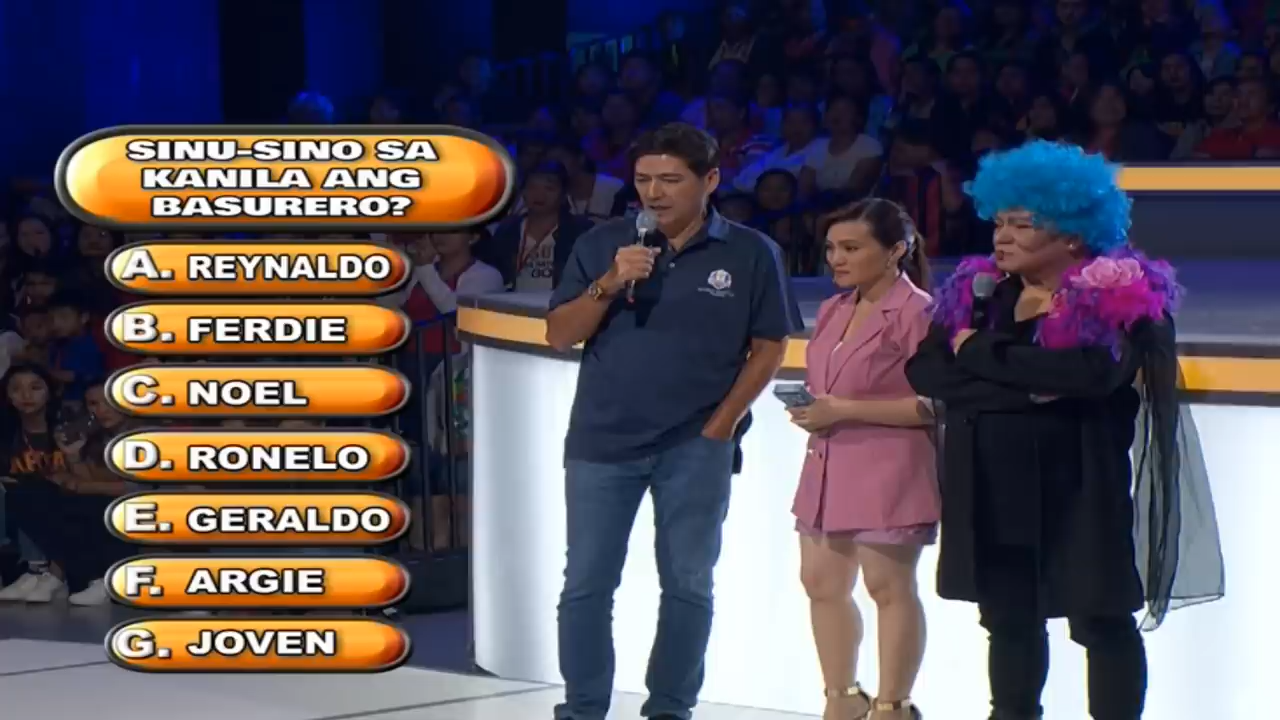 SINU-SINO SA
KANILA ANG
BASURERO?
A. REYNALDO
B. FERDIE
C. NOEL
D. RONELO
E. GERALDO
F. ARGIE
G. JOVEN